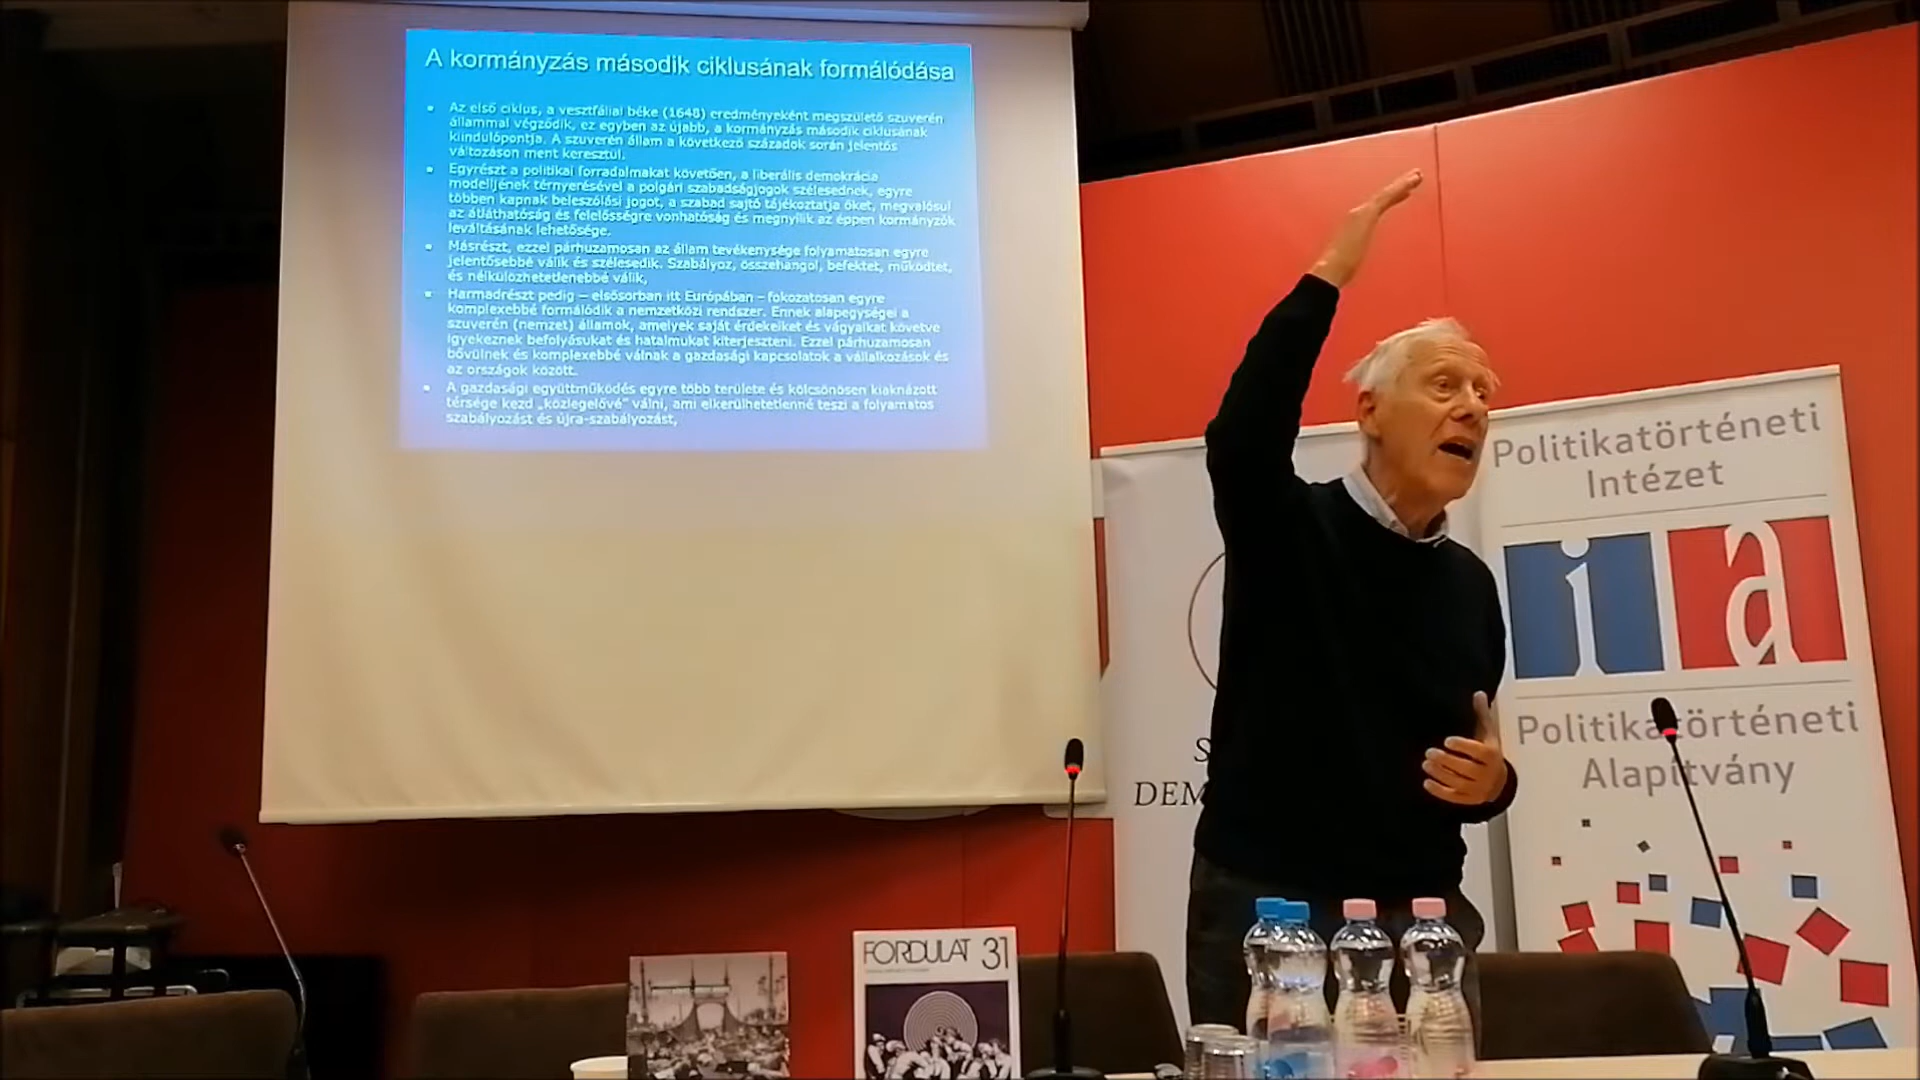 A kormányzás második ciklusának formálódása
Az első ciklus, a vesztfáliai béke (1648) eredményeként megszülető szuverén
állammal végződik, ez egyben az újabb, a kormányzás második ciklusának
kiindulópontja. A szuverén állam a következő századok során jelentős
változáson ment keresztül.
Egyrészt a politikai forradalmakat követően, a liberális demokrácia
modelljének térnyerésével a polgári szabadságjogok szélesednek, egyre
többen kapnak beleszólási jogot, a szabad sajtó tájékoztatja őket, megvalósul
az átláthatóság és felelősségre vonhatóság és megnyílik az éppen kormányzók
leváltásának lehetősége.
Másrészt, ezzel párhuzamosan az állam tevékenysége folyamatosan egyre
jelentősebbé válik és szélesedik. Szabályoz, összehangol, befektet, működtet,
és nélkülözhetetlenebbé válik,
Harmadrészt pedig – elsősorban itt Európában – fokozatosan egyre
komplexebbé formálódik a nemzetközi rendszer. Ennek alapegységei a
szuverén (nemzet) államok, amelyek saját érdekeiket és vágyaikat követve
igyekeznek befolyásukat és hatalmukat kiterjeszteni. Ezzel párhuzamosan
bővülnek és komplexebbé válnak a gazdasági kapcsolatok a vállalkozások és
az országok között.
A gazdasági együttműködés egyre több területe és kölcsönösen kiaknázott
térsége kezd „közlegelővé” válni, ami elkerülhetetlenné teszi a folyamatos
szabályozást és újra-szabályozást,
Politikatörténeti
Intézet
ia
Politikatörténeti
Alapítvány
S
DEM
FORDULAT 31